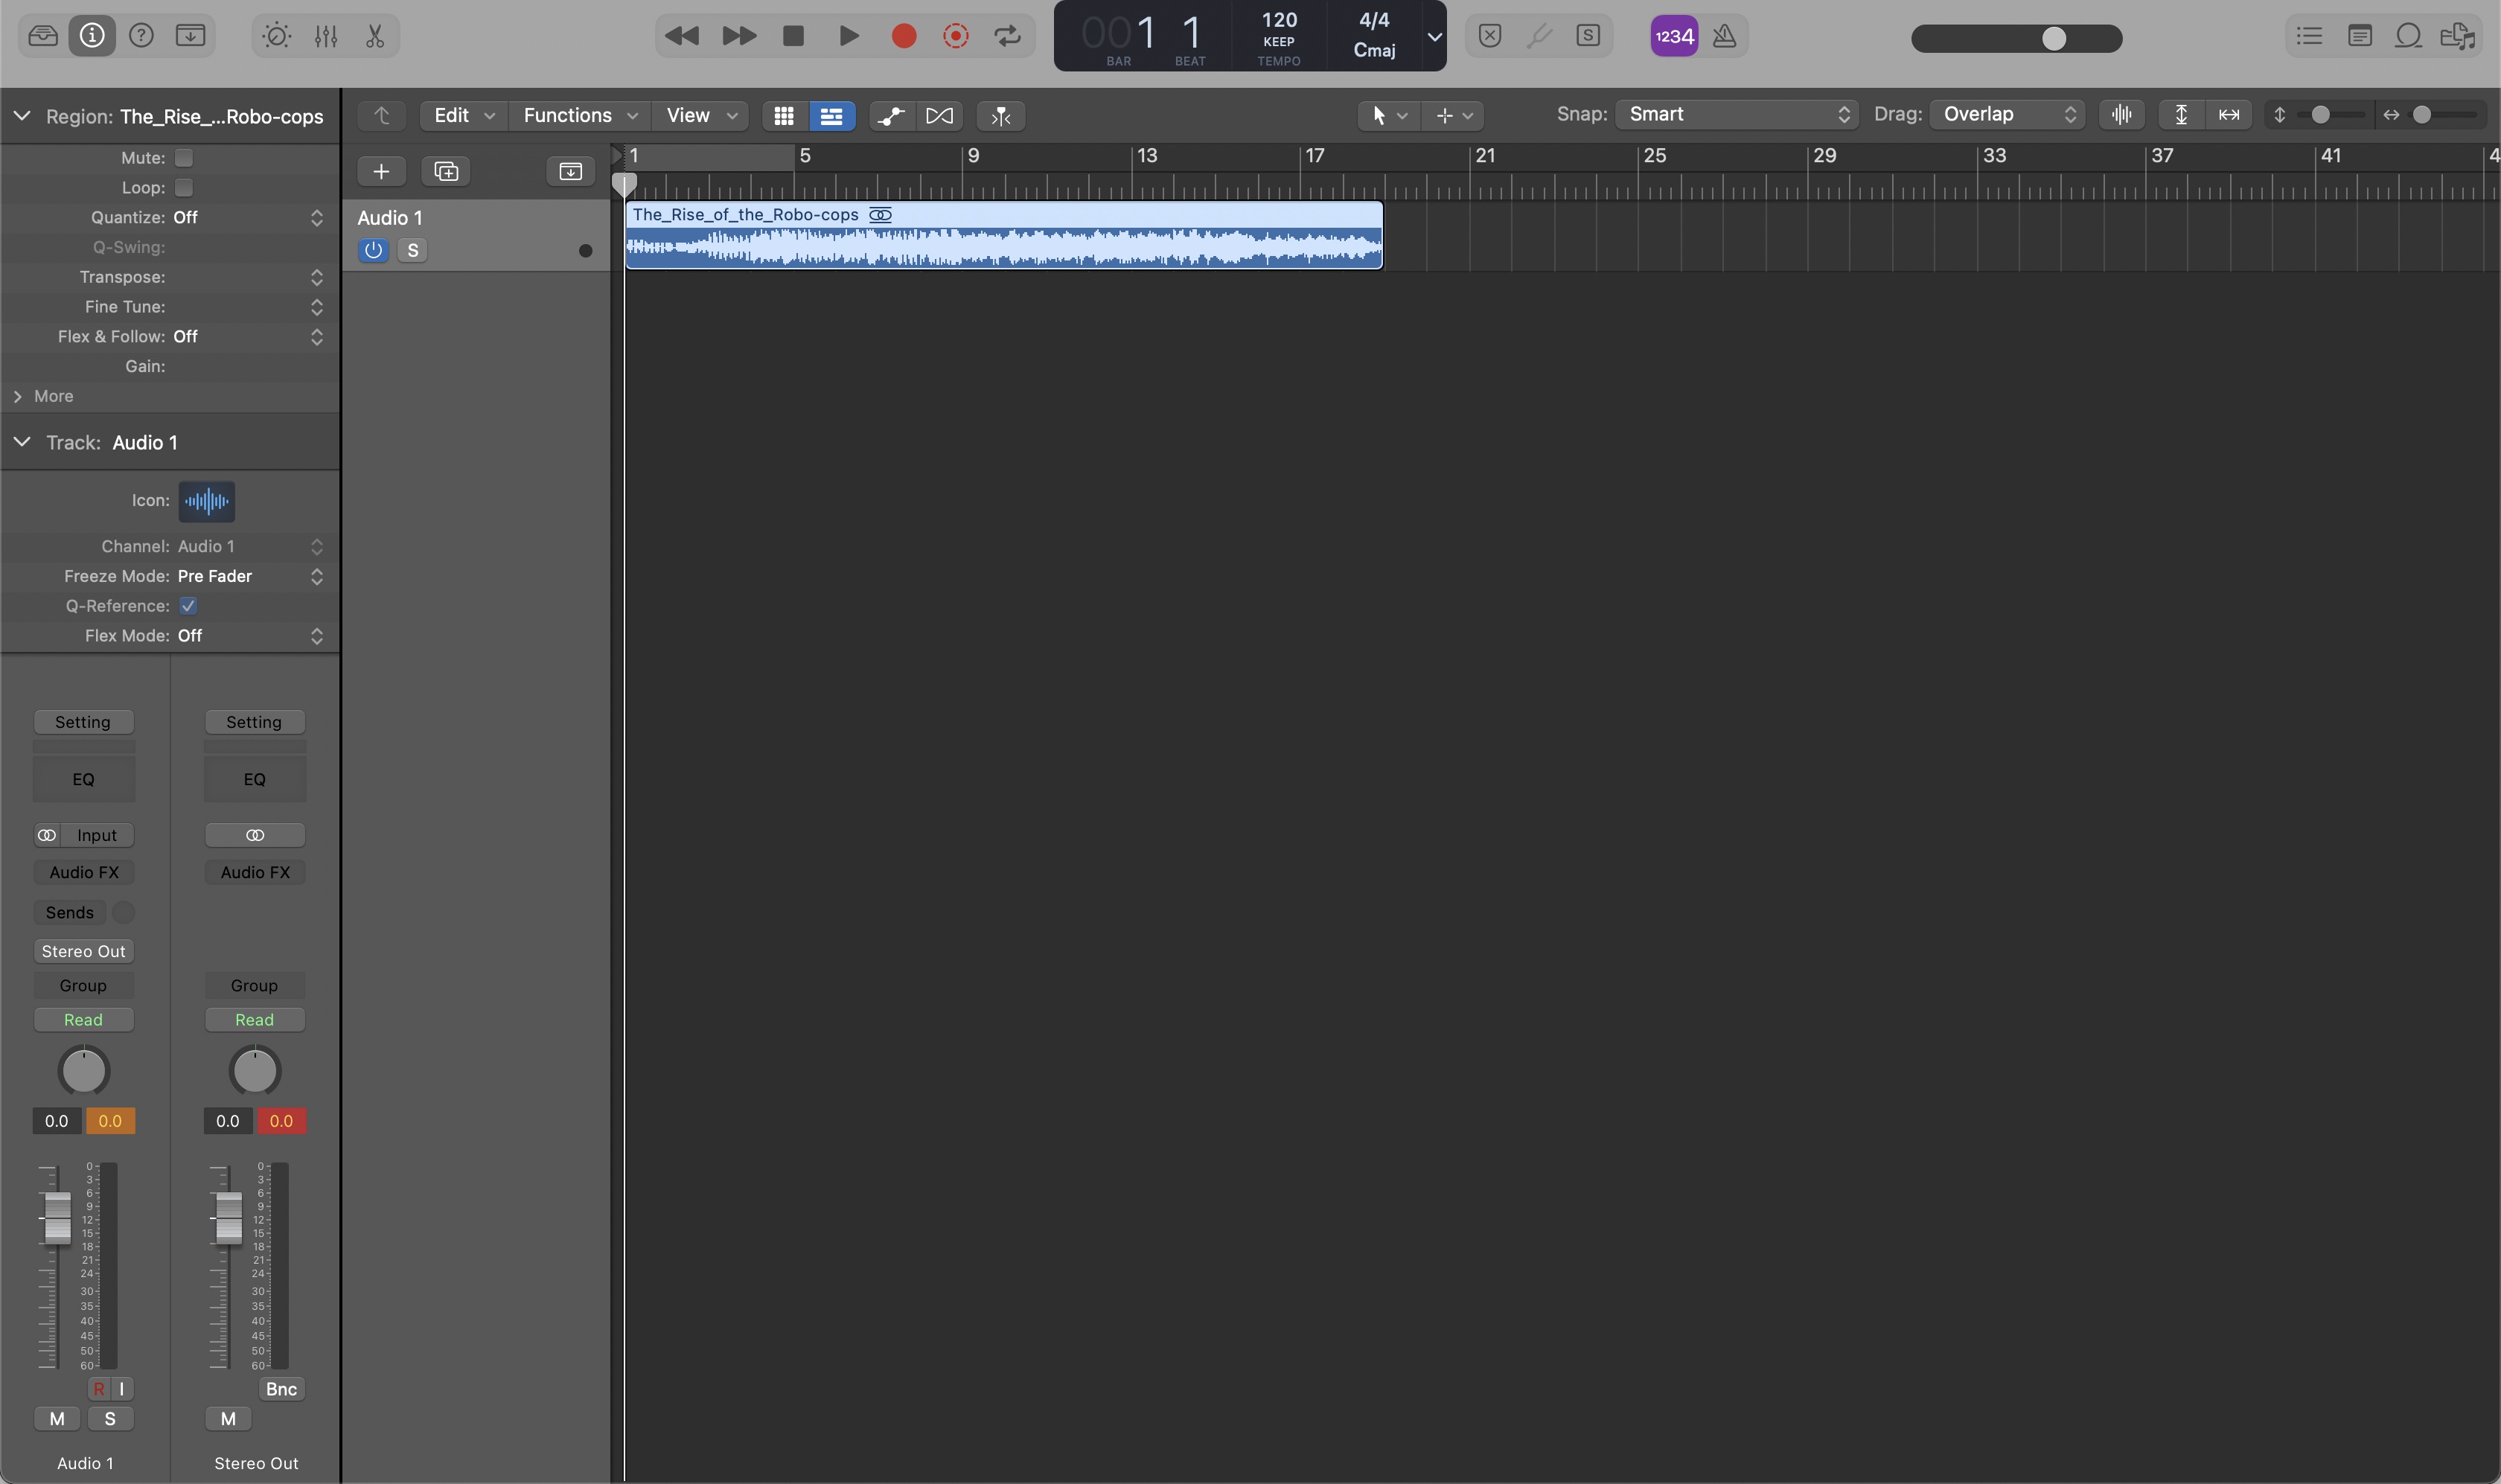 001 1 120 4/4
KEEP Cmaj
BAR BEAT TEMPO
1234
Region: The_Rise_...Robo-cops
Edit Functions View
Snap: Smart Drag: Overlap
Mute:
Loop:
Quantize: Off
Q-Swing:
Transpose:
Fine Tune:
Flex & Follow: Off
Gain:
More
Track: Audio 1
Icon:
Channel: Audio 1
Freeze Mode: Pre Fader
Q-Reference:
Flex Mode: Off
1 5 9 13 17 21 25 29 33 37 41 4
Audio 1
S
The_Rise_of_the_Robo-cops
Setting Setting
EQ EQ
Input
Audio FX Audio FX
Sends
Stereo Out
Group Group
Read Read
0.0 0.0 0.0 0.0
0 0
3 3
6 6
9 9
12 12
15 15
18 18
21 21
24 24
30 30
35 35
40 40
45 45
50 50
60 60
R I Bnc
M S M
Audio 1 Stereo Out